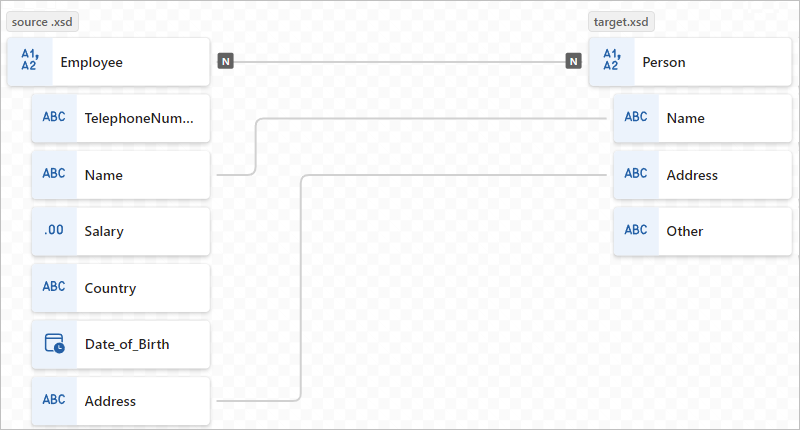 source .xsd
target.xsd
A1,
A2
Employee
N
N
A1,
A2
Person
ABC
TelephoneNum...
ABC
Name
ABC
Name
ABC
Address
.00
Salary
ABC
Other
ABC
Country
Date_of_Birth
ABC
Address